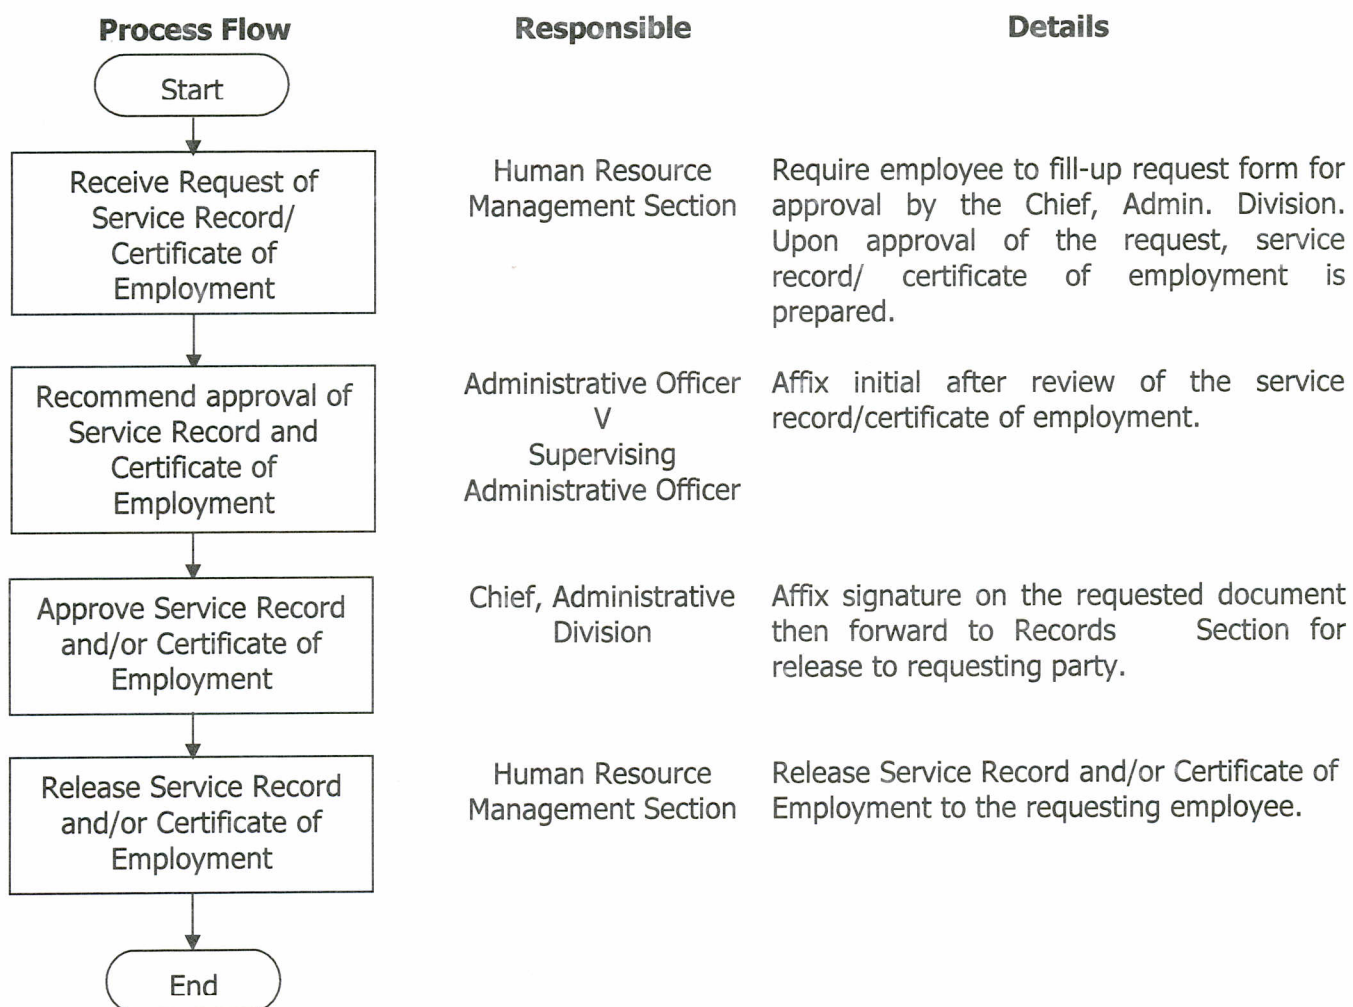 Process Flow Responsible Details
Start
Receive Request of
Service Record/
Certificate of
Employment
Human Resource
Management Section
Require employee to fill-up request form for
approval by the Chief, Admin. Division.
Upon approval of the request, service
record/ certificate of employment is
prepared.
Recommend approval of
Service Record and
Certificate of
Employment
Administrative Officer
V
Supervising
Administrative Officer
Affix initial after review of the service
record/certificate of employment.
Approve Service Record
and/or Certificate of
Employment
Chief, Administrative
Division
Affix signature on the requested document
then forward to Records Section for
release to requesting party.
Release Service Record
and/or Certificate of
Employment
Human Resource
Management Section
Release Service Record and/or Certificate of
Employment to the requesting employee.
End